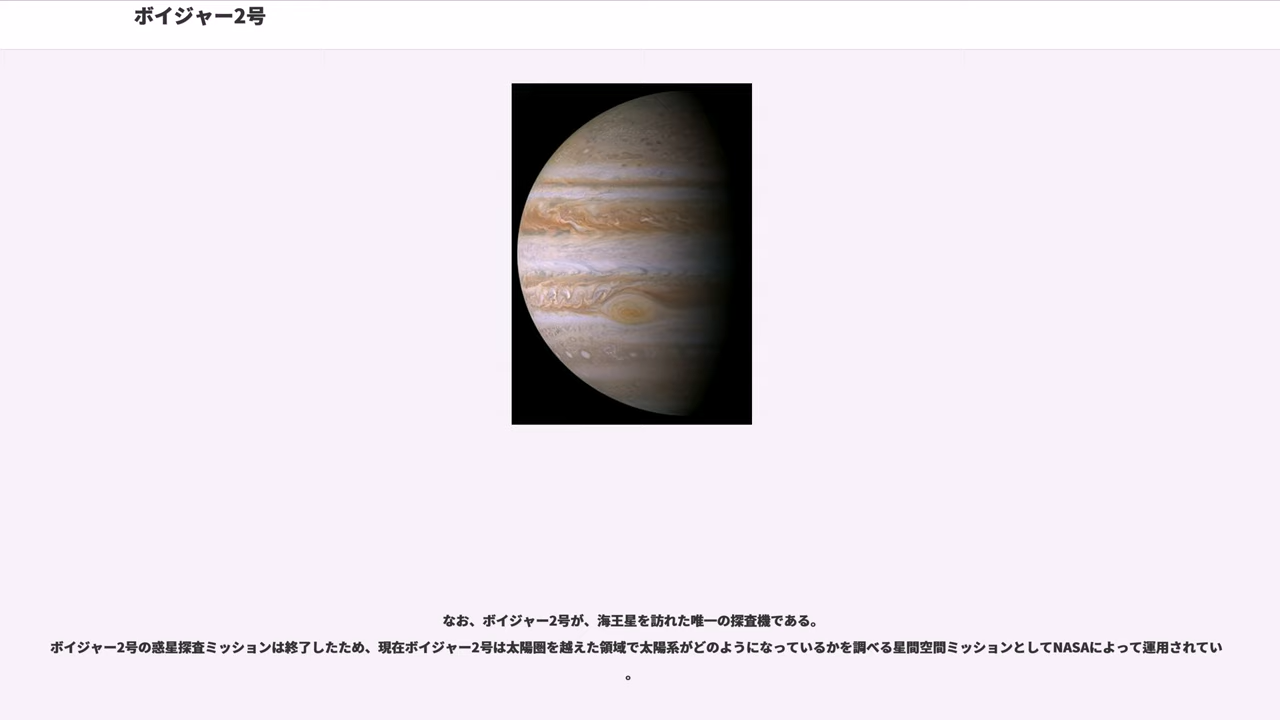 ボイジャー2号
なお、ボイジャー2号が、海王星を訪れた唯一の探査機である。
ボイジャー2号の惑星探査ミッションは終了したため、現在ボイジャー2号は太陽圏を越えた領域で太陽系がどのようになっているかを調べる星間空間ミッションとしてNASAによって運用されてい
。